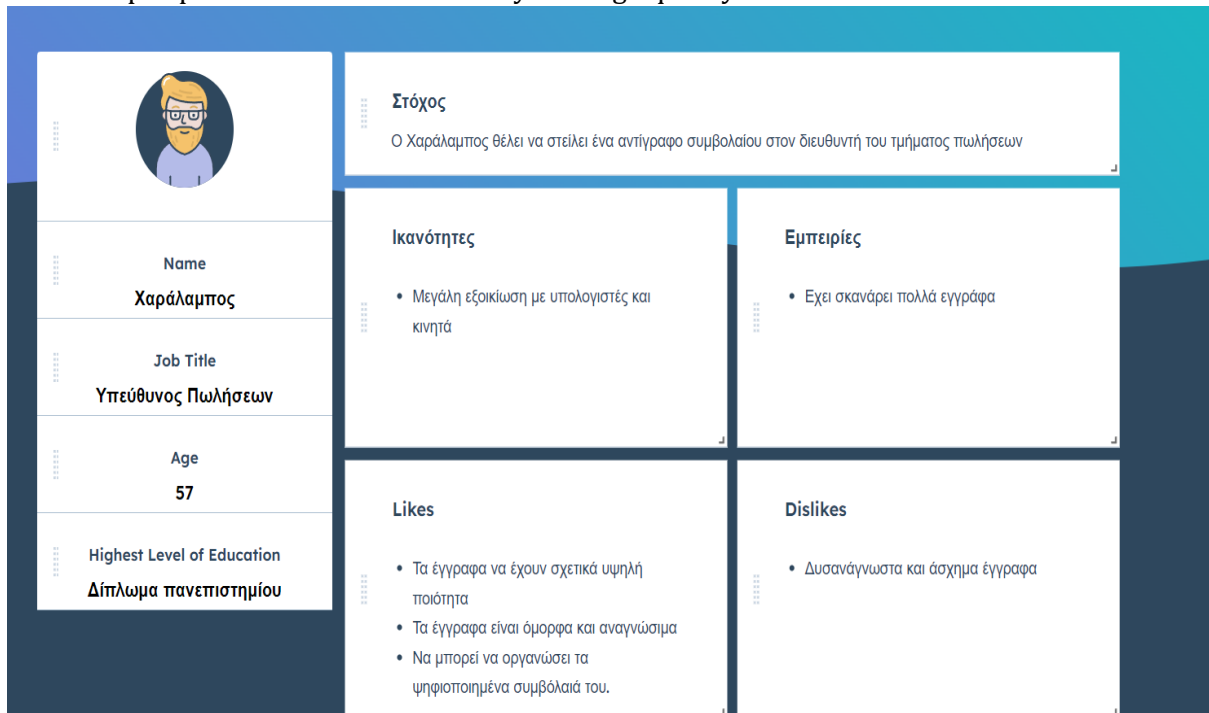 Name
Χαράλαμπος
Job Title
Υπεύθυνος Πωλήσεων
Age
57
Highest Level of Education
Δίπλωμα πανεπιστημίου
Στόχος
Ο Χαράλαμπος θέλει να στείλει ένα αντίγραφο συμβολαίου στον διευθυντή του τμήματος πωλήσεων
Ικανότητες
• Μεγάλη εξοικίωση με υπολογιστές και
κινητά
Εμπειρίες
• Εχει σκανάρει πολλά εγγράφα
Likes
• Τα έγγραφα να έχουν σχετικά υψηλή
ποιότητα
• Τα έγγραφα είναι όμορφα και αναγνώσιμα
• Να μπορεί να οργανώσει τα
ψηφιοποιημένα συμβόλαιά του.
Dislikes
• Δυσανάγνωστα και άσχημα έγγραφα